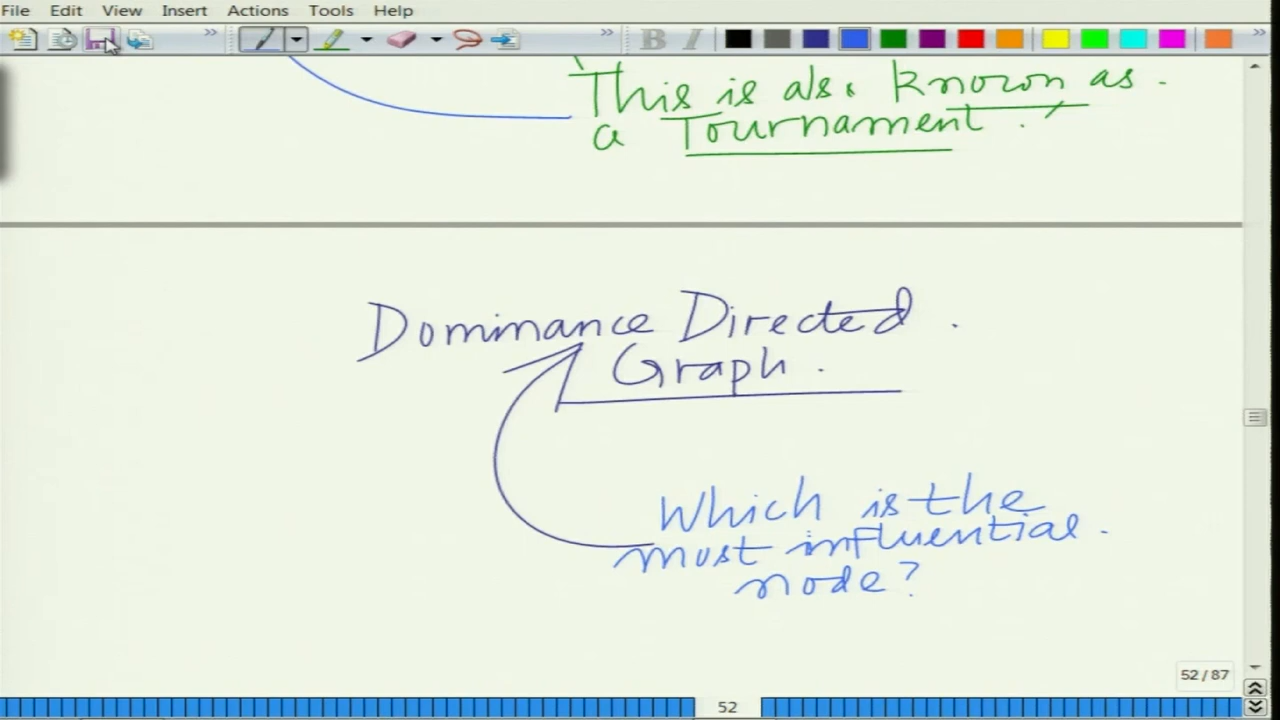 File Edit View Insert Actions Tools Help
B I
This is also known as
a Tournament.
Dominance Directed
Graph.
Which is the
most influential
node?
52 / 87
52